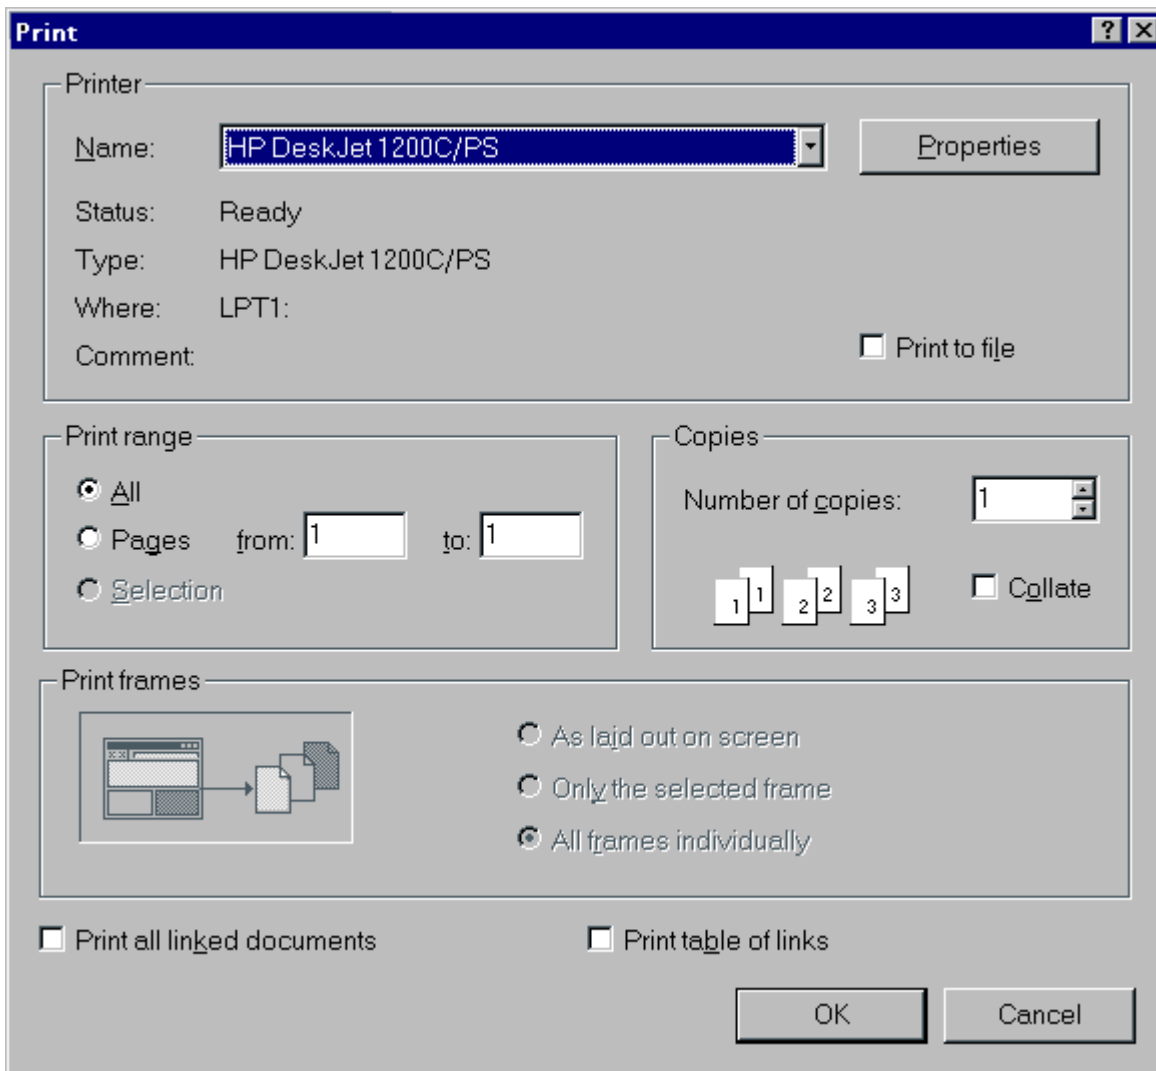 Print
Printer
Name: HP DeskJet 1200C/PS Properties
Status: Ready
Type: HP DeskJet 1200C/PS
Where: LPT1:
Comment:
Print to file
Print range
All
Pages from: 1 to: 1
Selection
Copies
Number of copies: 1
1 1 2 2 3 3
Collate
Print frames
As laid out on screen
Only the selected frame
All frames individually
Print all linked documents
Print table of links
OK Cancel